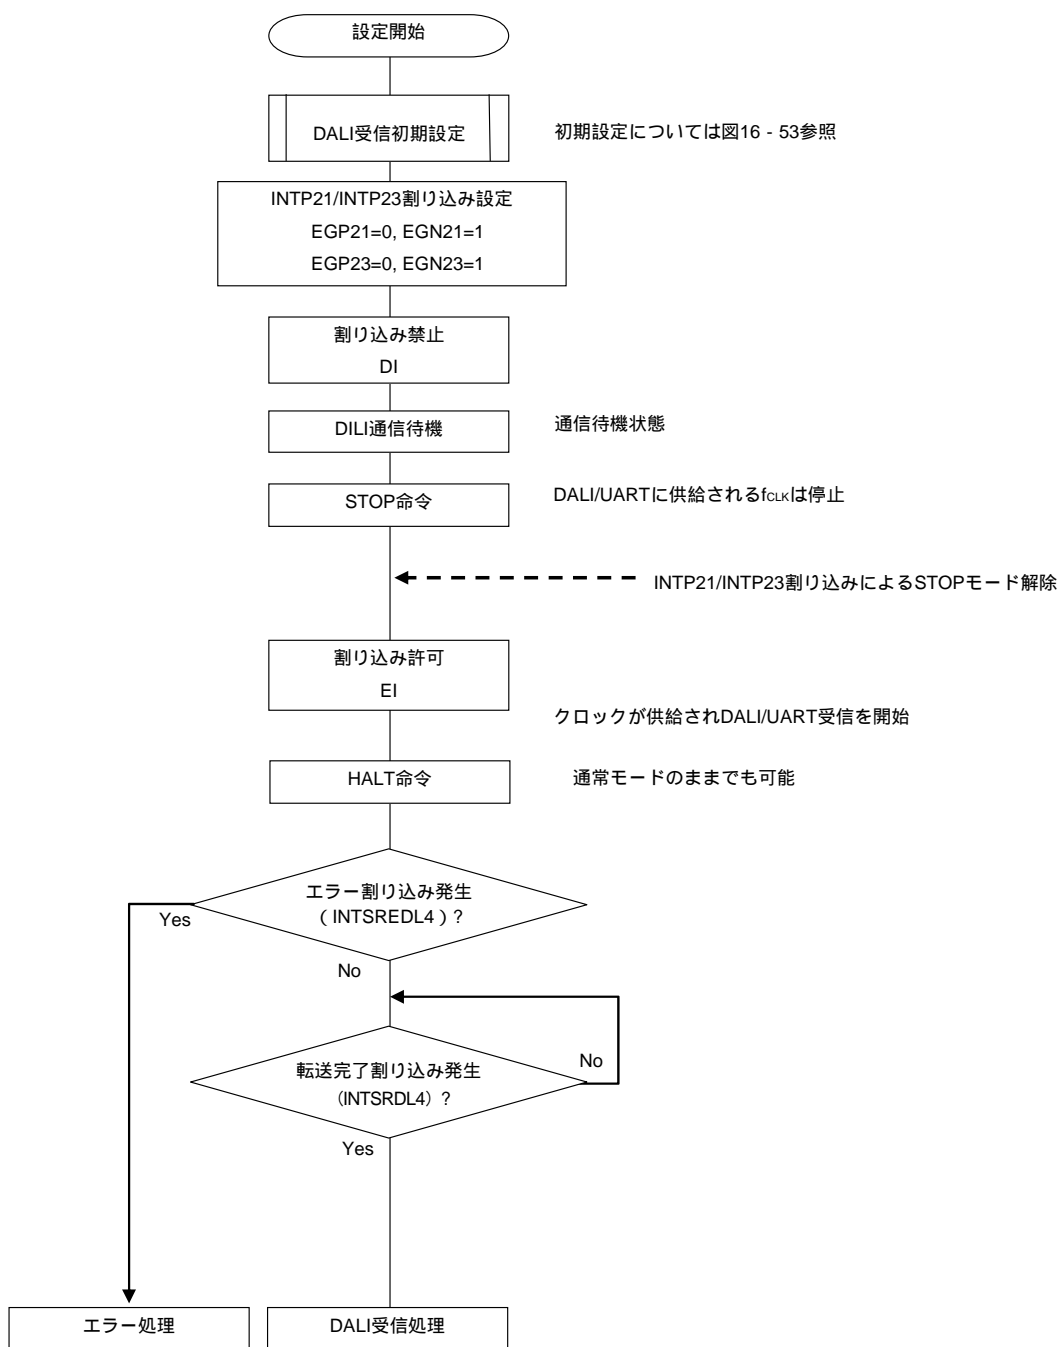 設定開始
DALI受信初期設定
初期設定については図16 - 53参照
INTP21/INTP23割り込み設定
EGP21=0, EGN21=1
EGP23=0, EGN23=1
割り込み禁止
DI
DILI通信待機
通信待機状態
STOP命令
DALI/UARTに供給されるfCLKは停止
INTP21/INTP23割り込みによるSTOPモード解除
割り込み許可
EI
クロックが供給されDALI/UART受信を開始
HALT命令
通常モードのままでも可能
エラー割り込み発生
(INTSREDL4)?
Yes
No
転送完了割り込み発生
(INTSRDL4)?
No
Yes
エラー処理
DALI受信処理